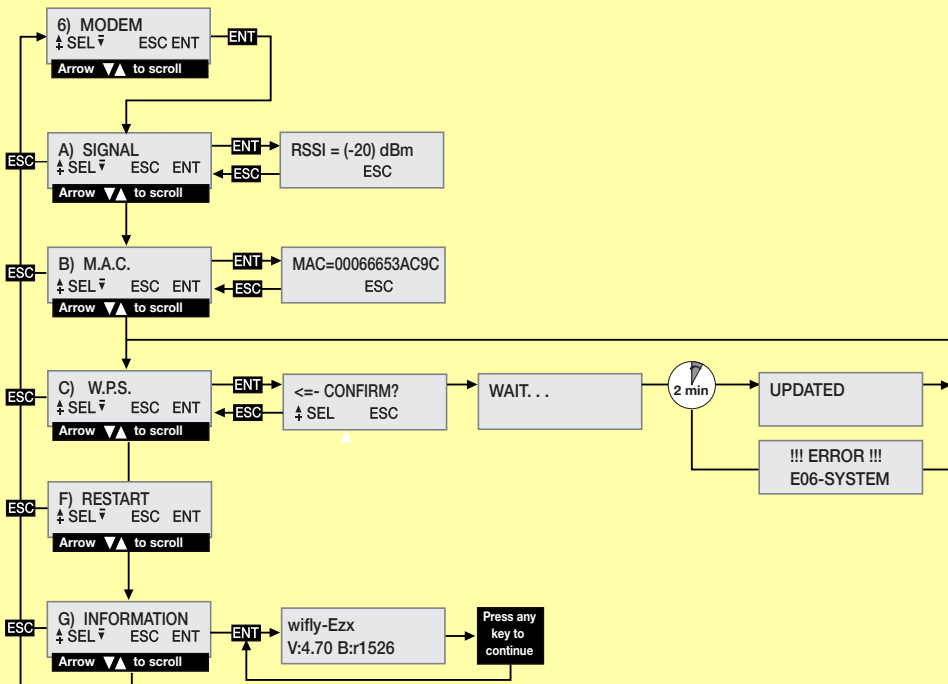 6) MODEM
SEL ESC ENT
Arrow ▼▲ to scroll
ENT
ESC
A) SIGNAL
SEL ESC ENT
Arrow ▼▲ to scroll
ENT
ESC
RSSI = (-20) dBm
ESC
ESC
B) M.A.C.
SEL ESC ENT
Arrow ▼▲ to scroll
ENT
ESC
MAC=00066653AC9C
ESC
ESC
C) W.P.S.
SEL ESC ENT
Arrow ▼▲ to scroll
ENT
ESC
<=- CONFIRM?
SEL ESC
WAIT. . .
2 min
UPDATED
!!! ERROR !!!
E06-SYSTEM
ESC
F) RESTART
SEL ESC ENT
Arrow ▼▲ to scroll
ESC
G) INFORMATION
SEL ESC ENT
Arrow ▼▲ to scroll
ENT
wifly-Ezx
V:4.70 B:r1526
Press any
key to
continue